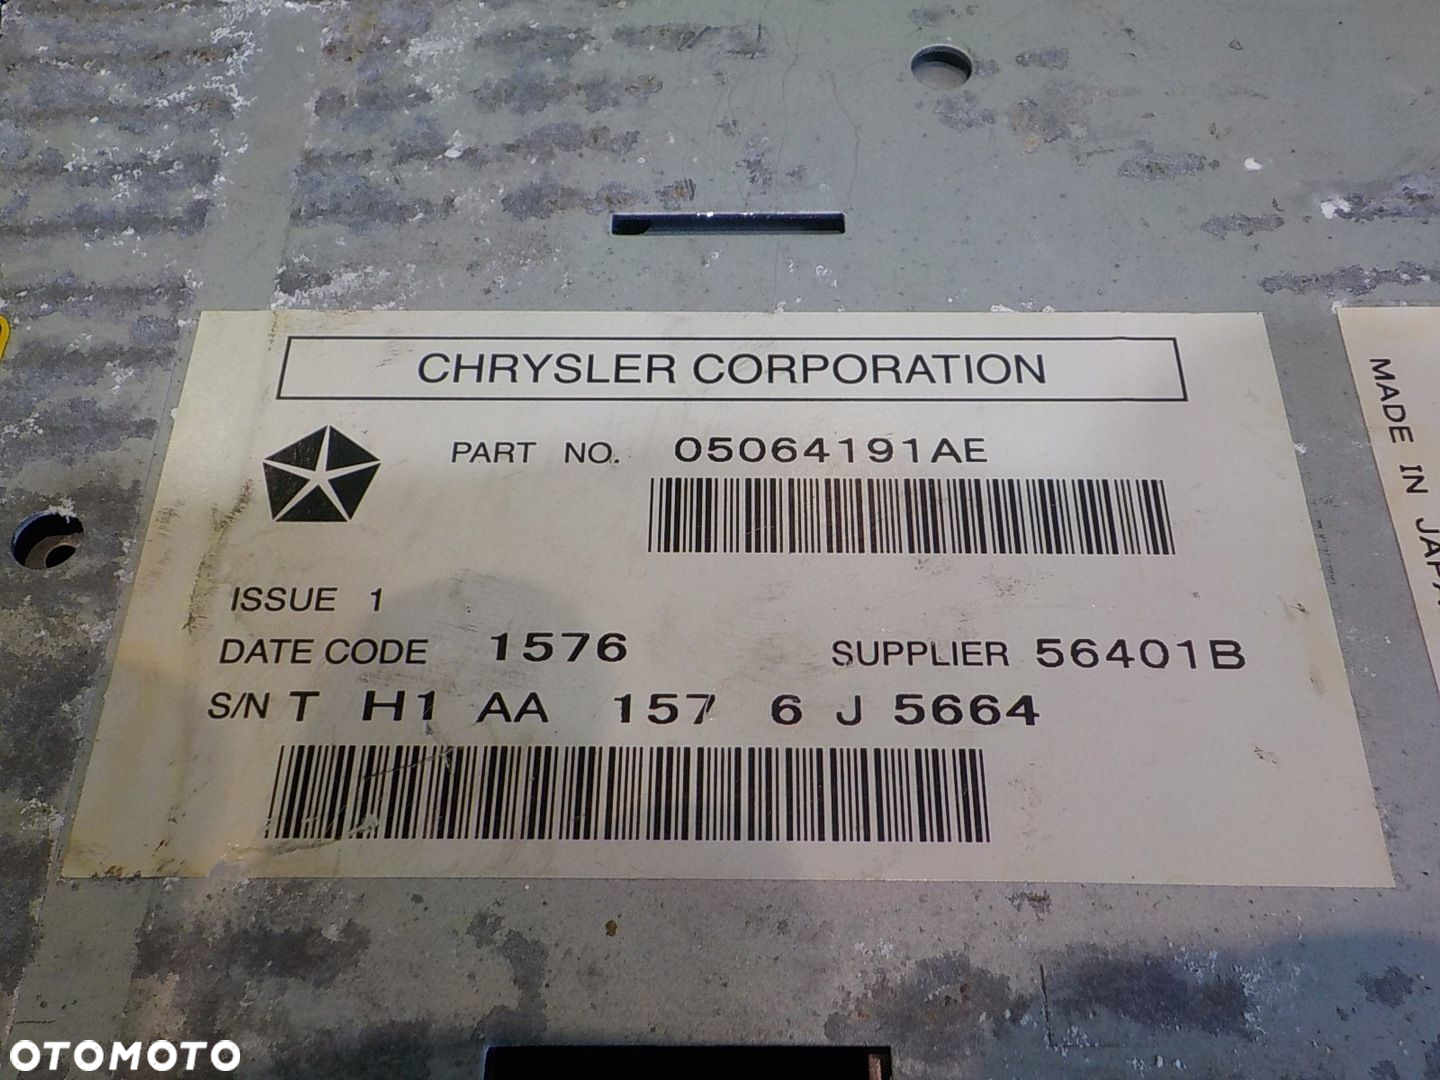 CHRYSLER CORPORATION
PART NO. 05064191AE
ISSUE 1
DATE CODE 1576 SUPPLIER 56401B
S/N T H1 AA 157 6 J 5664
MADE IN
OTOMOTO